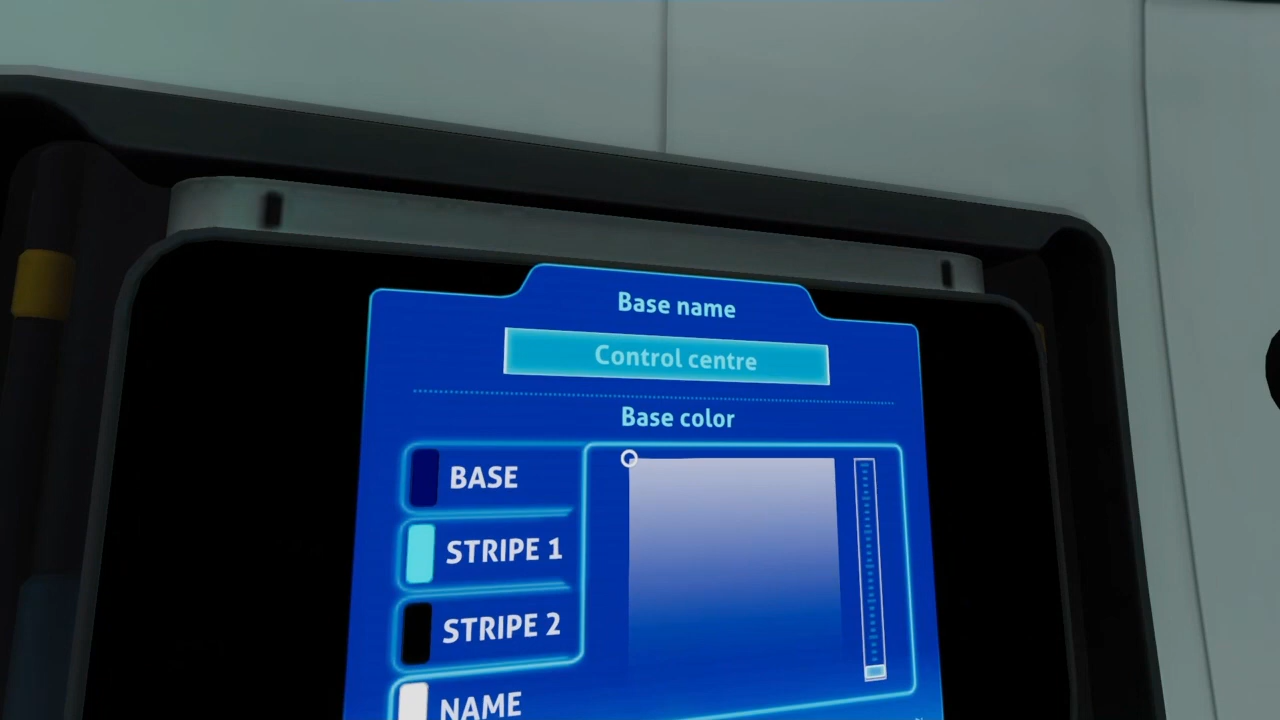 Base name
Control centre
Base color
BASE
STRIPE 1
STRIPE 2
NAME